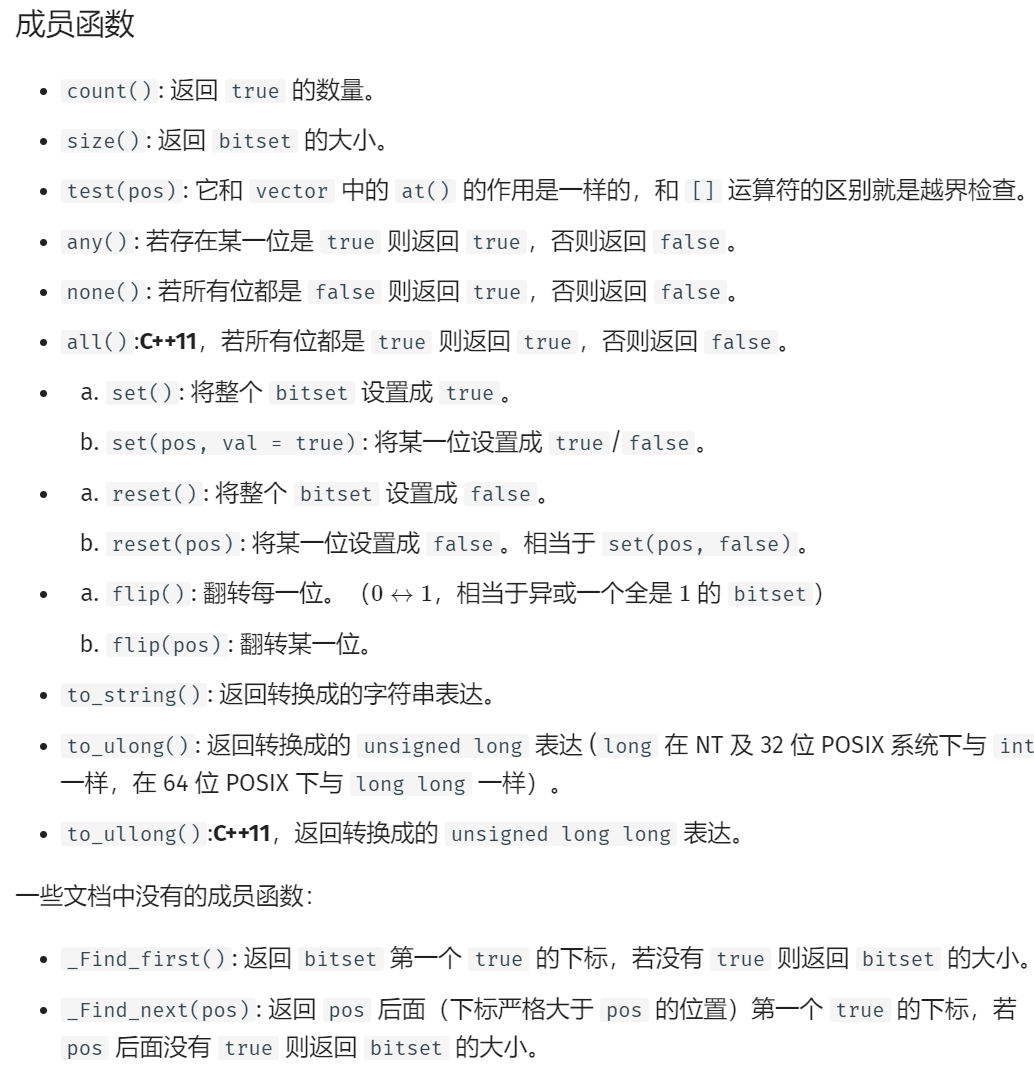 成员函数
count(): 返回 true 的数量。
size(): 返回 bitset 的大小。
test(pos): 它和 vector 中的 at() 的作用是一样的，和 [] 运算符的区别就是越界检查。
any(): 若存在某一位是 true 则返回 true，否则返回 false。
none(): 若所有位都是 false 则返回 true，否则返回 false。
all():C++11，若所有位都是 true 则返回 true，否则返回 false。
a. set(): 将整个 bitset 设置成 true。
b. set(pos, val = true): 将某一位设置成 true / false。
a. reset(): 将整个 bitset 设置成 false。
b. reset(pos): 将某一位设置成 false。相当于 set(pos, false)。
a. flip(): 翻转每一位。（0 ↔ 1，相当于异或一个全是 1 的 bitset）
b. flip(pos): 翻转某一位。
to_string(): 返回转换成的字符串表达。
to_ulong(): 返回转换成的 unsigned long 表达 ( long 在 NT 及 32 位 POSIX 系统下与 int
一样，在 64 位 POSIX 下与 long long 一样）。
to_ullong():C++11，返回转换成的 unsigned long long 表达。
一些文档中没有的成员函数：
_Find_first(): 返回 bitset 第一个 true 的下标，若没有 true 则返回 bitset 的大小。
_Find_next(pos): 返回 pos 后面（下标严格大于 pos 的位置）第一个 true 的下标，若
pos 后面没有 true 则返回 bitset 的大小。